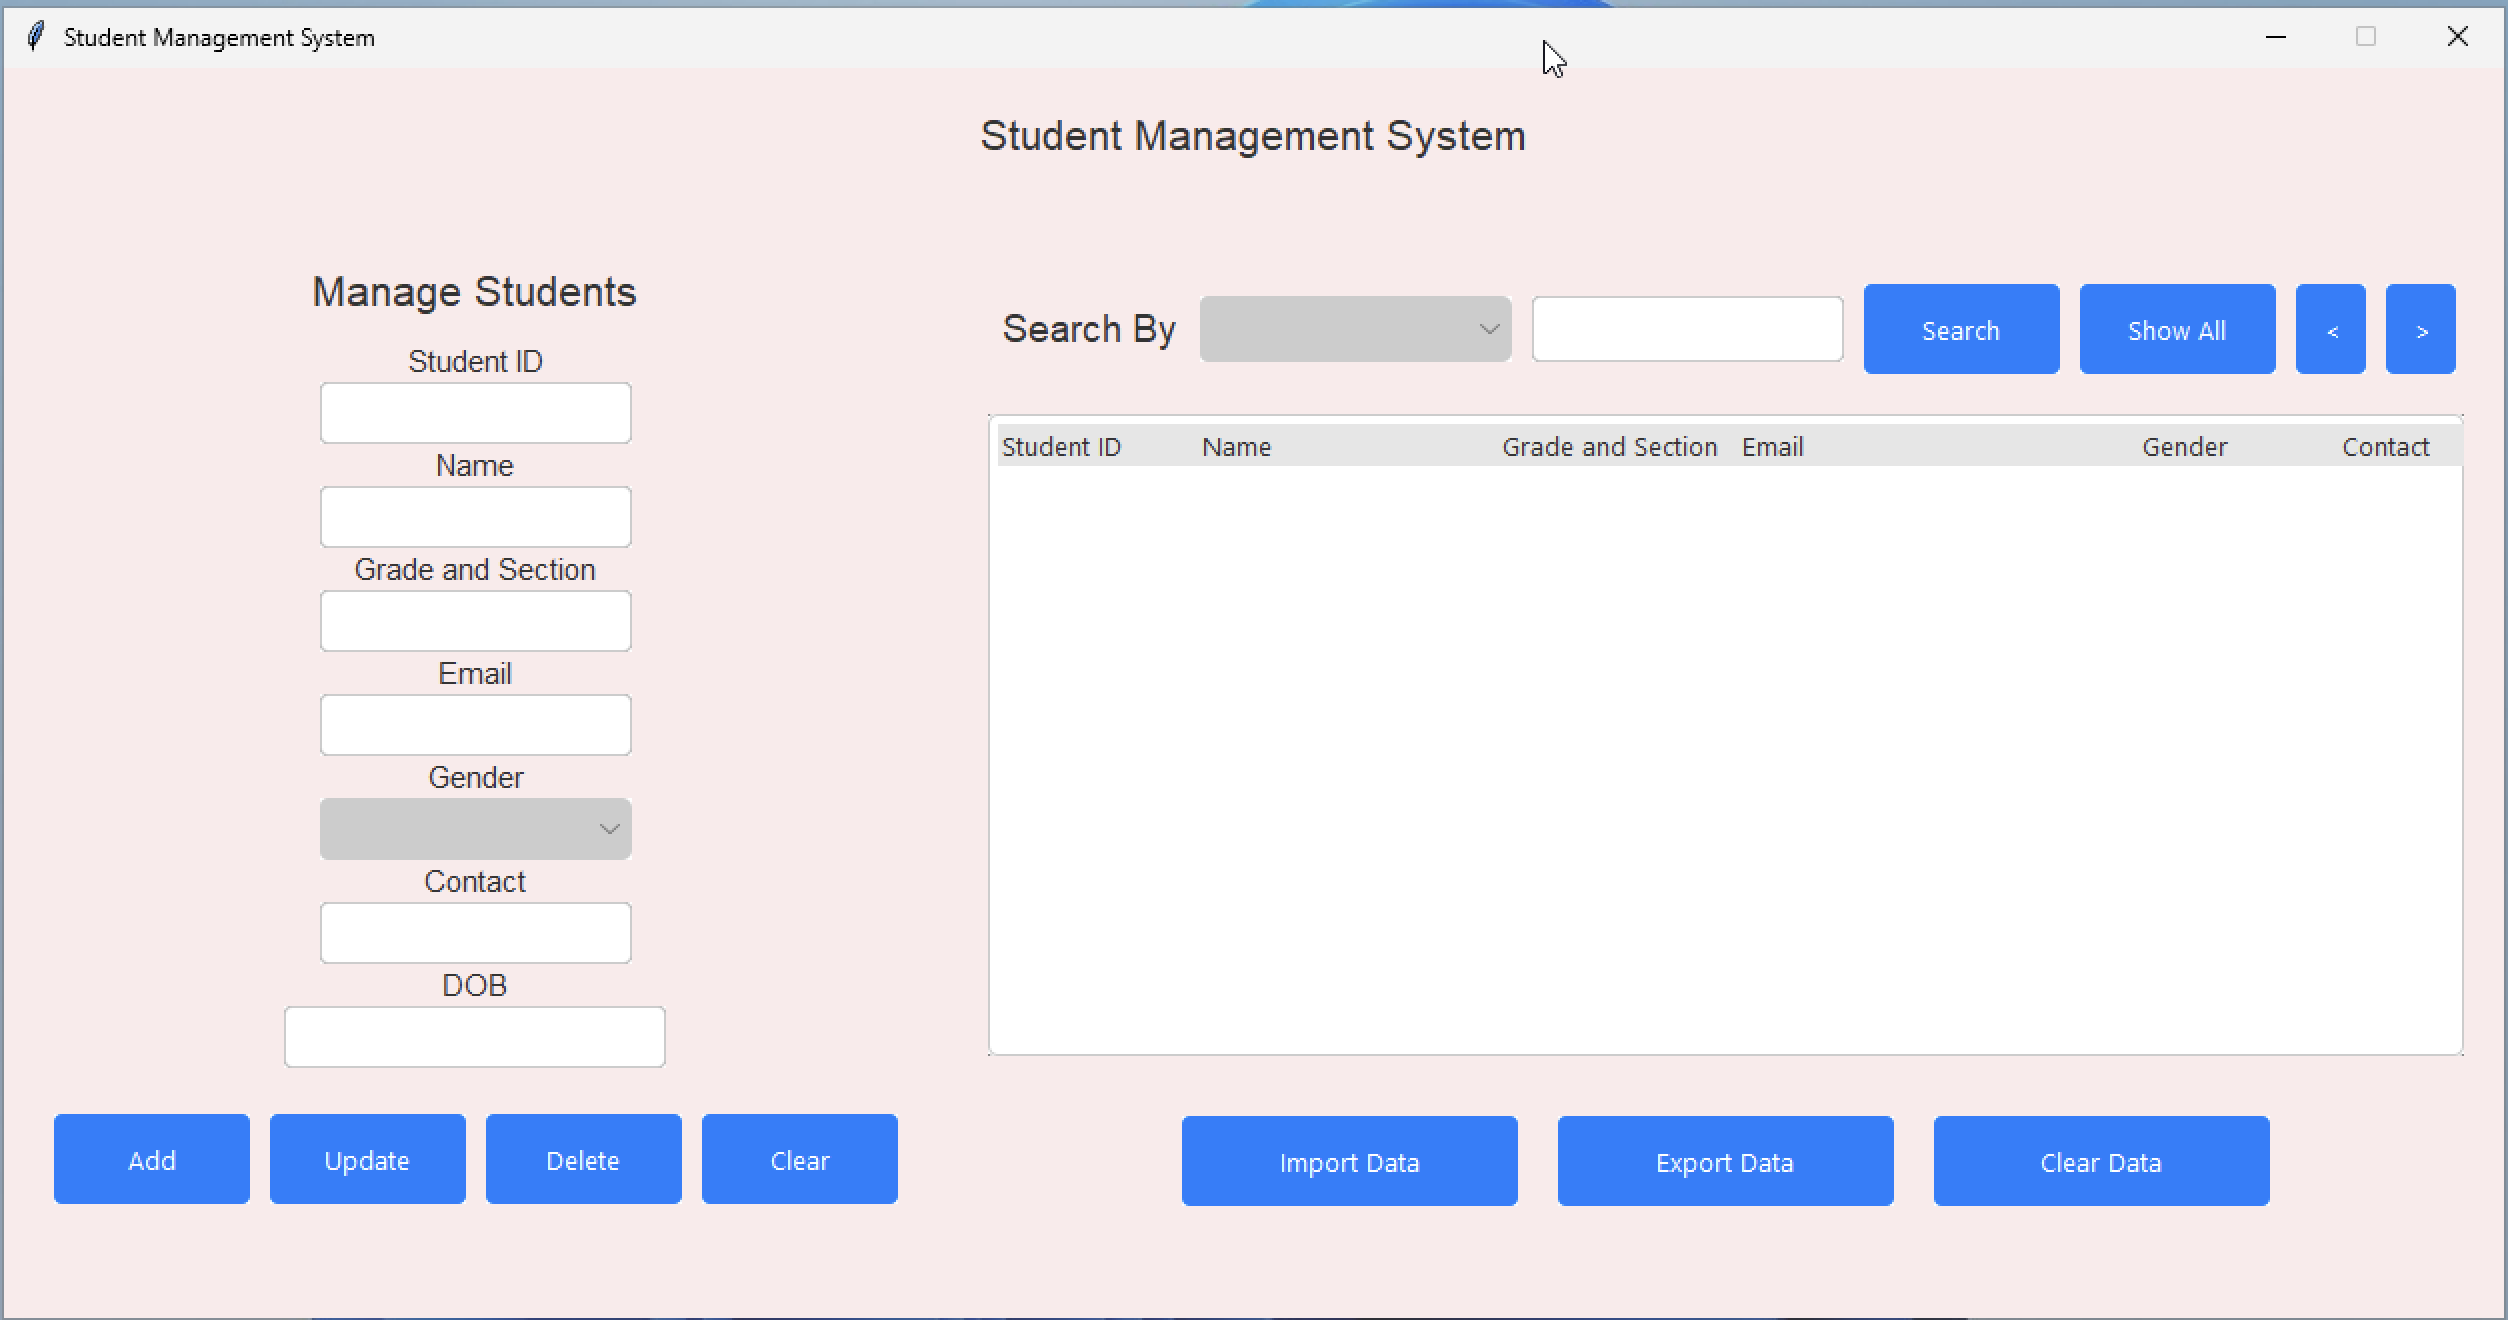 Student Management System
Student Management System
Manage Students
Student ID
Name
Grade and Section
Email
Gender
Contact
DOB
Add Update Delete Clear
Search By Search Show All < >
Student ID Name Grade and Section Email Gender Contact
Import Data Export Data Clear Data